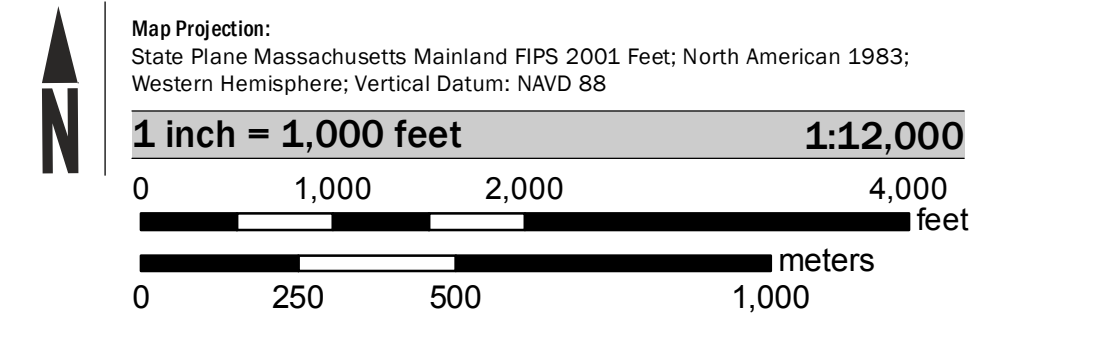 N
Map Projection:
State Plane Massachusetts Mainland FIPS 2001 Feet; North American 1983;
Western Hemisphere; Vertical Datum: NAVD 88
1 inch = 1,000 feet 1:12,000
0 1,000 2,000 4,000
feet
meters
0 250 500 1,000